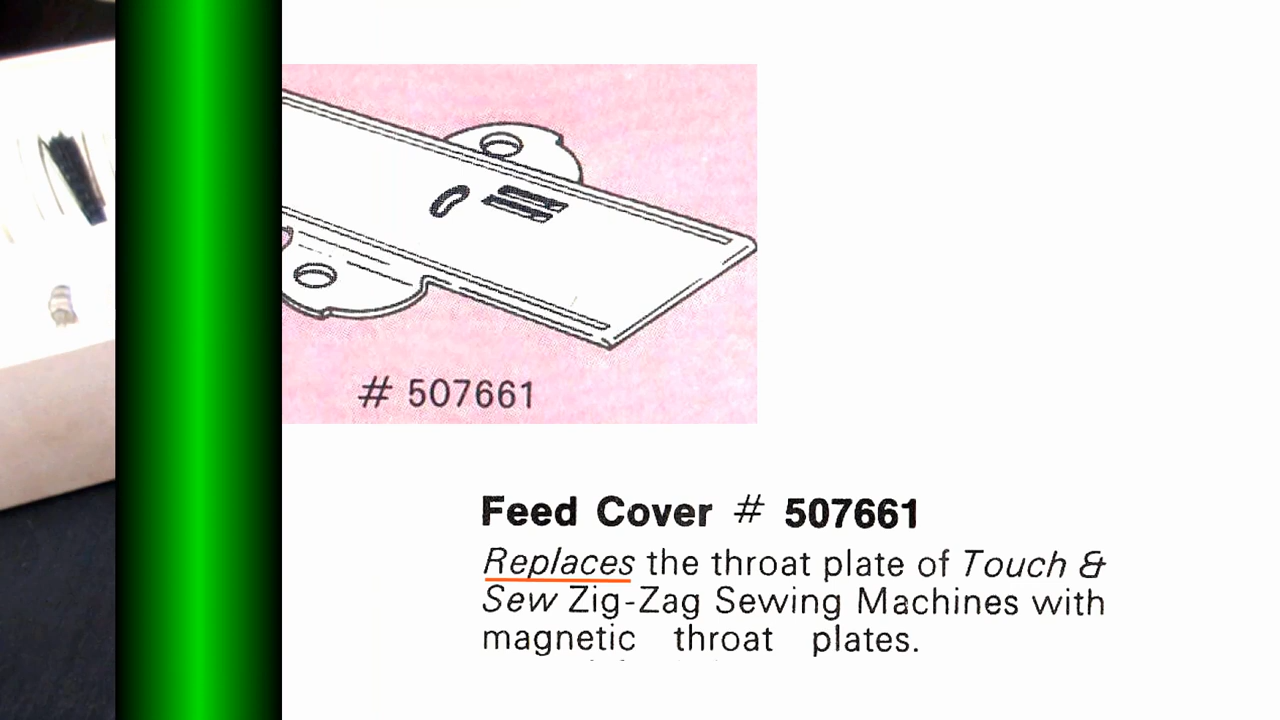 # 507661
Feed Cover # 507661
Replaces the throat plate of Touch &
Sew Zig-Zag Sewing Machines with
magnetic throat plates.